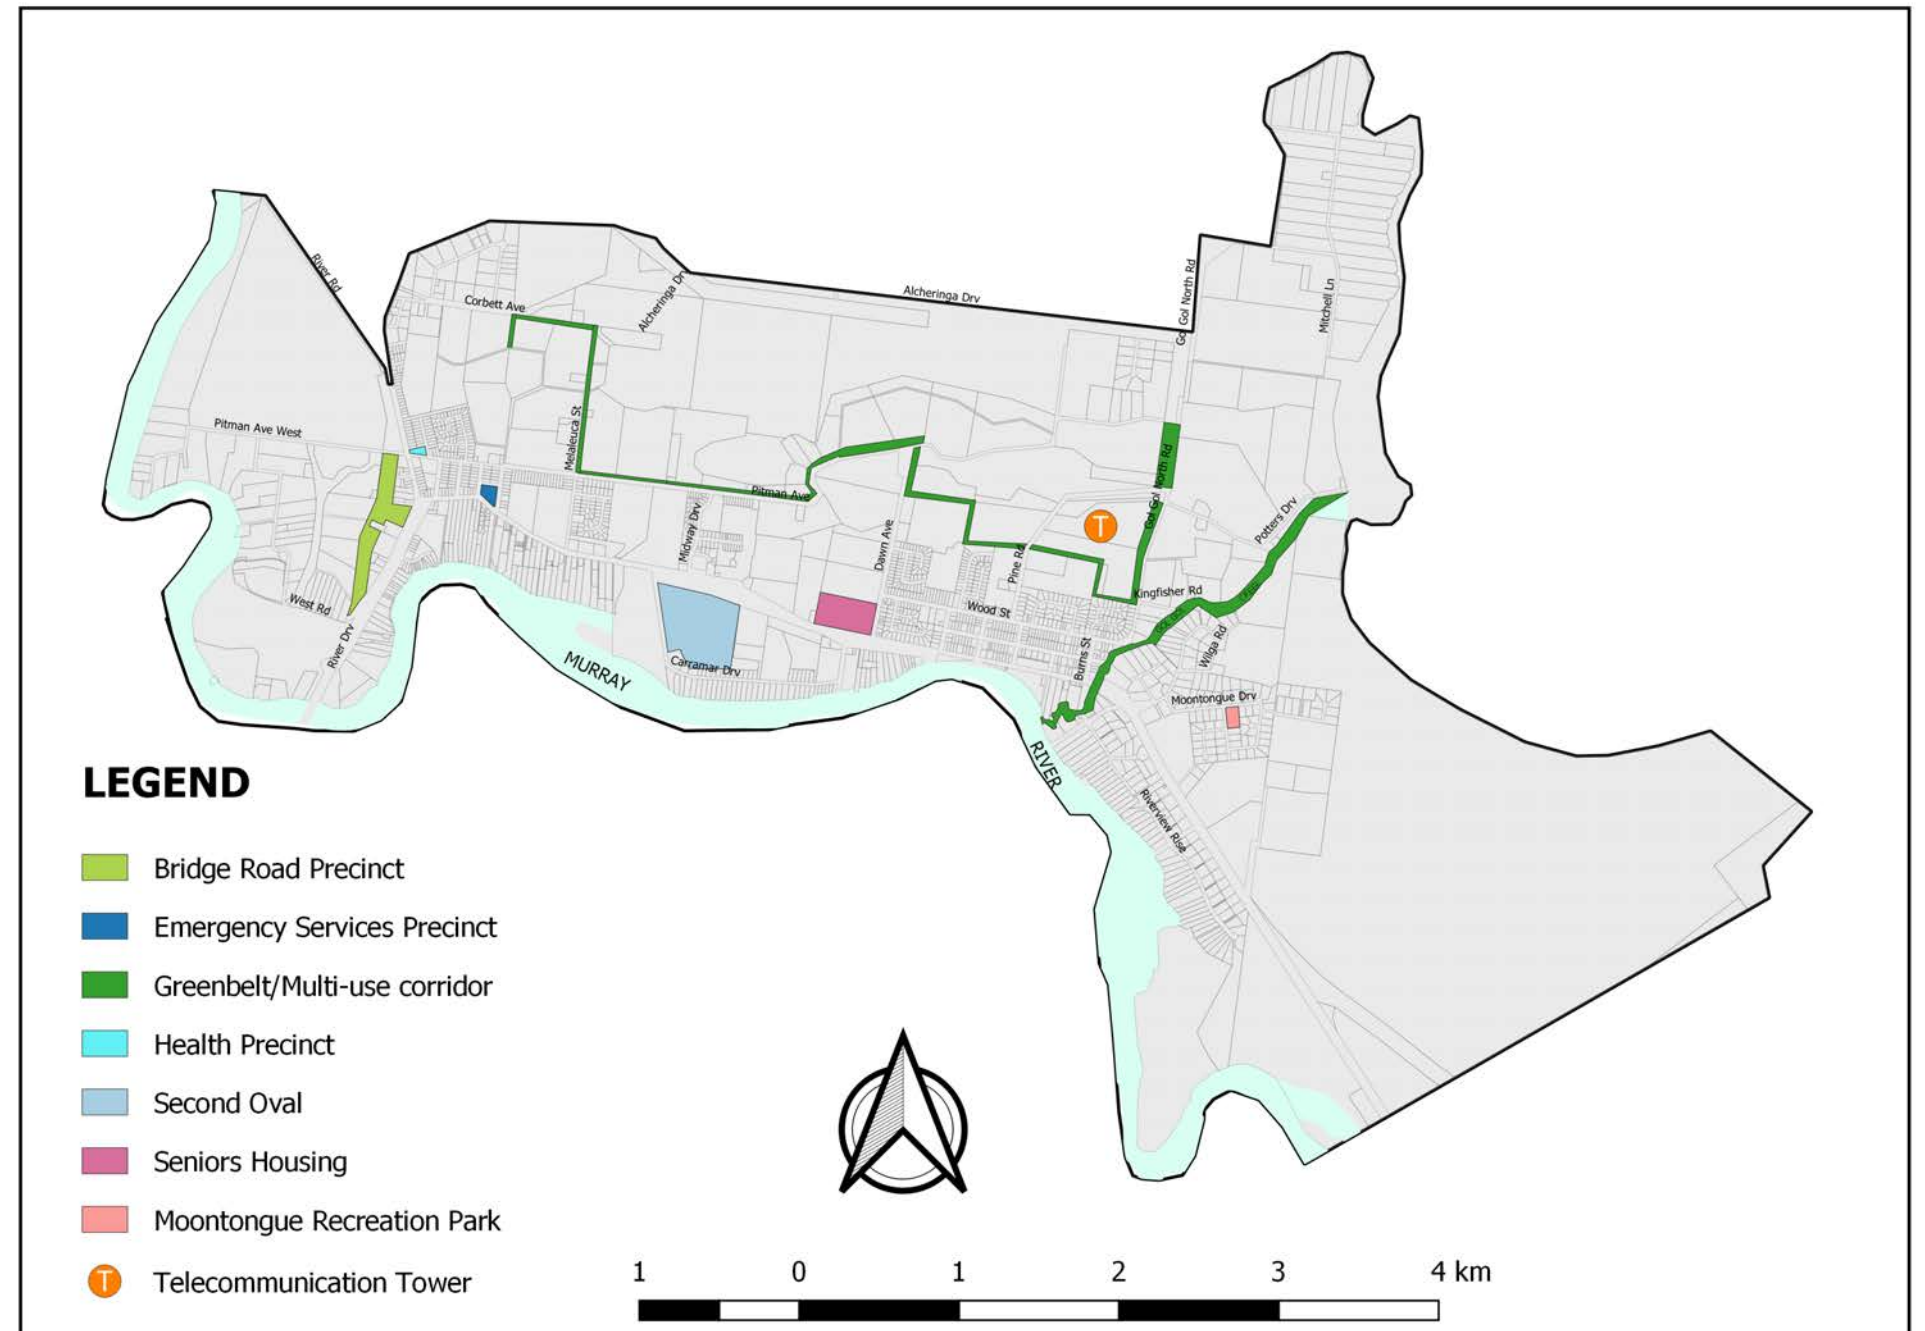 River Rd
Corbett Ave
Alcheringa Drv
Alcheringa Drv
Gol Gol North Rd
Mitchell Ln
Pitman Ave West
Melaleuca St
Pitman Ave
Midway Drv
Dawn Ave
Pine Rd
T
Gol Gol North Rd
Potters Drv
Kingfisher Rd
Wood St
West Rd
River Drv
GOL GOL
CREEK
Wilga Rd
Burns St
Carramar Drv
MURRAY
RIVER
Moontongue Drv
Riverview Rise
LEGEND
Bridge Road Precinct
Emergency Services Precinct
Greenbelt/Multi-use corridor
Health Precinct
Second Oval
Seniors Housing
Moontongue Recreation Park
T Telecommunication Tower
1 0 1 2 3 4 km